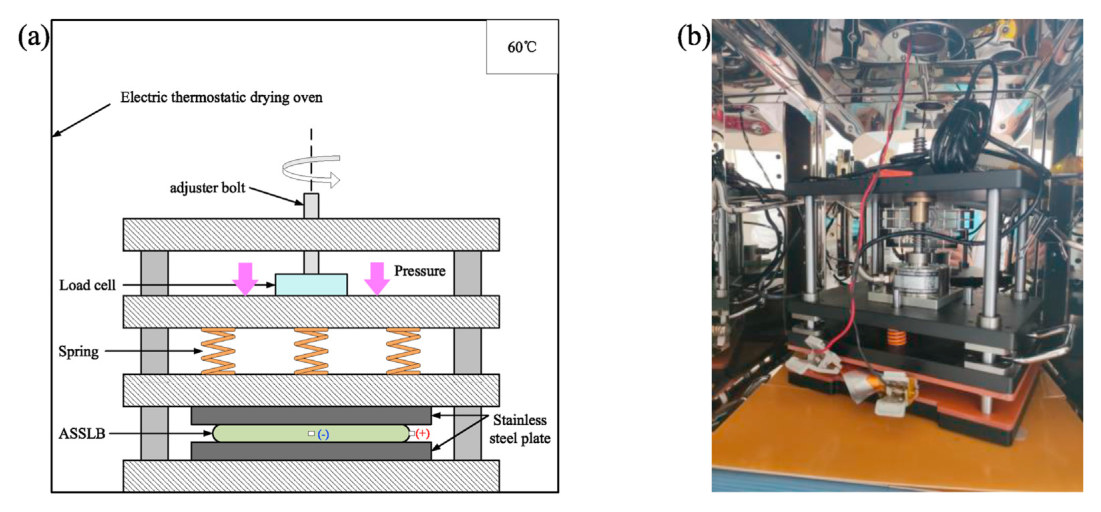 (a)
60℃
Electric thermostatic drying oven
adjuster bolt
Load cell
Pressure
Spring
ASSLB
(-)
(+)
Stainless
steel plate
(b)